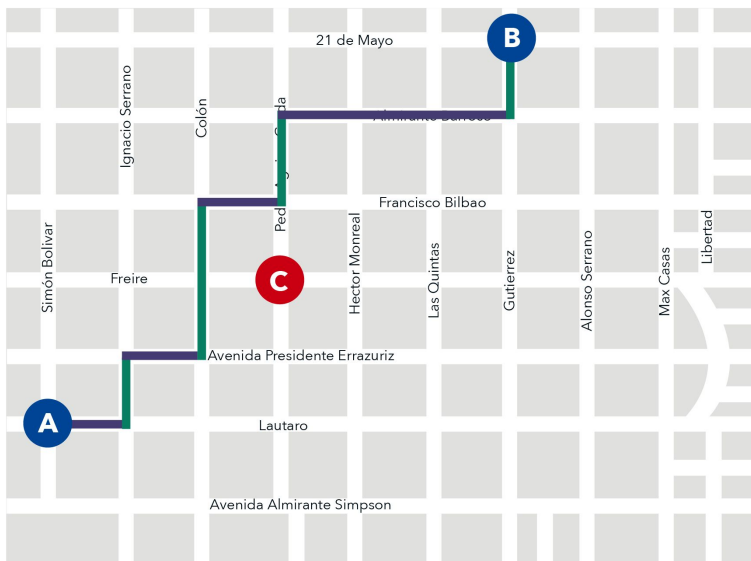 21 de Mayo
B
Ignacio Serrano
Colón
Francisco Bilbao
Simón Bolivar
Freire
C
Hector Monreal
Las Quintas
Gutierrez
Alonso Serrano
Max Casas
Libertad
Avenida Presidente Errazuriz
A
Lautaro
Avenida Almirante Simpson